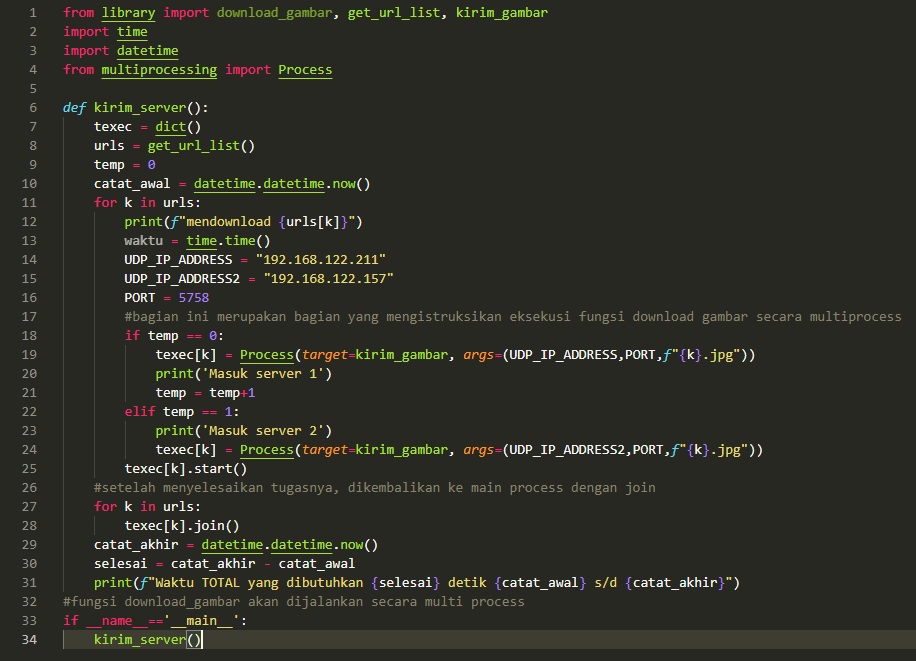 1 from library import download_gambar, get_url_list, kirim_gambar
2 import time
3 import datetime
4 from multiprocessing import Process
5
6 def kirim_server():
7     texec = dict()
8     urls = get_url_list()
9     temp = 0
10     catat_awal = datetime.datetime.now()
11     for k in urls:
12         print(f"mendownload {urls[k]}")
13         waktu = time.time()
14         UDP_IP_ADDRESS = "192.168.122.211"
15         UDP_IP_ADDRESS2 = "192.168.122.157"
16         PORT = 5758
17         #bagian ini merupakan bagian yang mengistruksikan eksekusi fungsi download gambar secara multiprocess
18         if temp == 0:
19             texec[k] = Process(target=kirim_gambar, args=(UDP_IP_ADDRESS,PORT,f"{k}.jpg"))
20             print('Masuk server 1')
21             temp = temp+1
22         elif temp == 1:
23             print('Masuk server 2')
24             texec[k] = Process(target=kirim_gambar, args=(UDP_IP_ADDRESS2,PORT,f"{k}.jpg"))
25         texec[k].start()
26     #setelah menyelesaikan tugasnya, dikembalikan ke main process dengan join
27     for k in urls:
28         texec[k].join()
29     catat_akhir = datetime.datetime.now()
30     selesai = catat_akhir - catat_awal
31     print(f"Waktu TOTAL yang dibutuhkan {selesai} detik {catat_awal} s/d {catat_akhir}")
32 #fungsi download_gambar akan dijalankan secara multi process
33 if __name__=='__main__':
34     kirim_server()